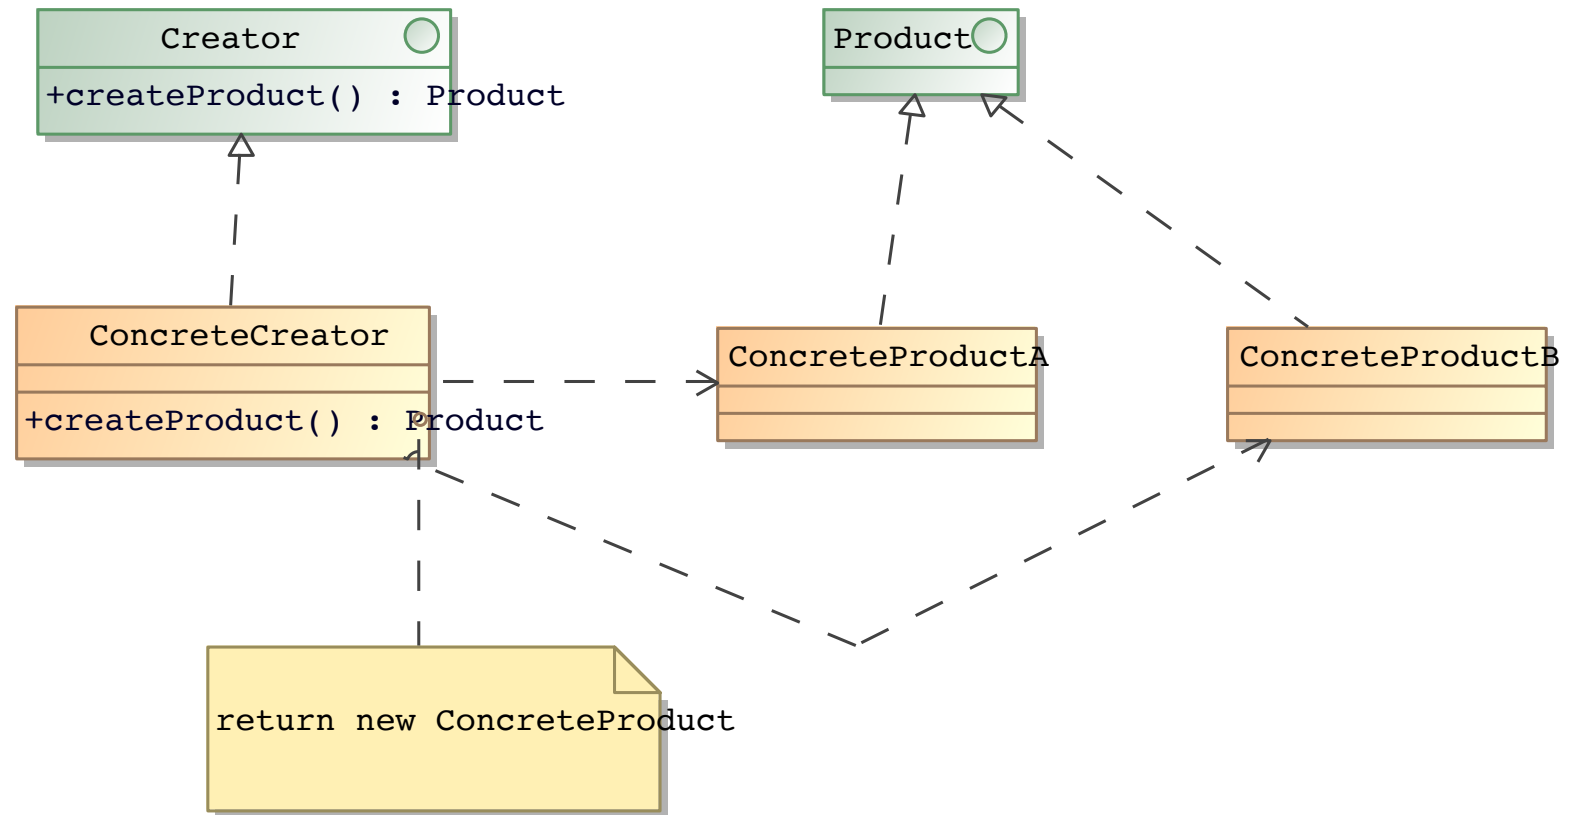 Creator
+createProduct() : Product
Product
ConcreteCreator
+createProduct() : Product
ConcreteProductA
ConcreteProductB
return new ConcreteProduct